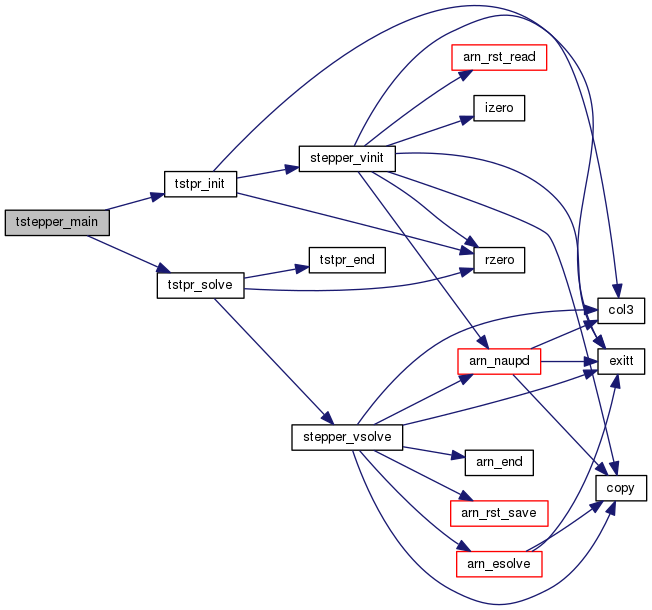 tstepper_main
tstpr_init
tstpr_solve
stepper_vinit
tstpr_end
stepper_vsolve
arn_rst_read
izero
rzero
arn_naupd
arn_end
arn_rst_save
arn_esolve
col3
exitt
copy